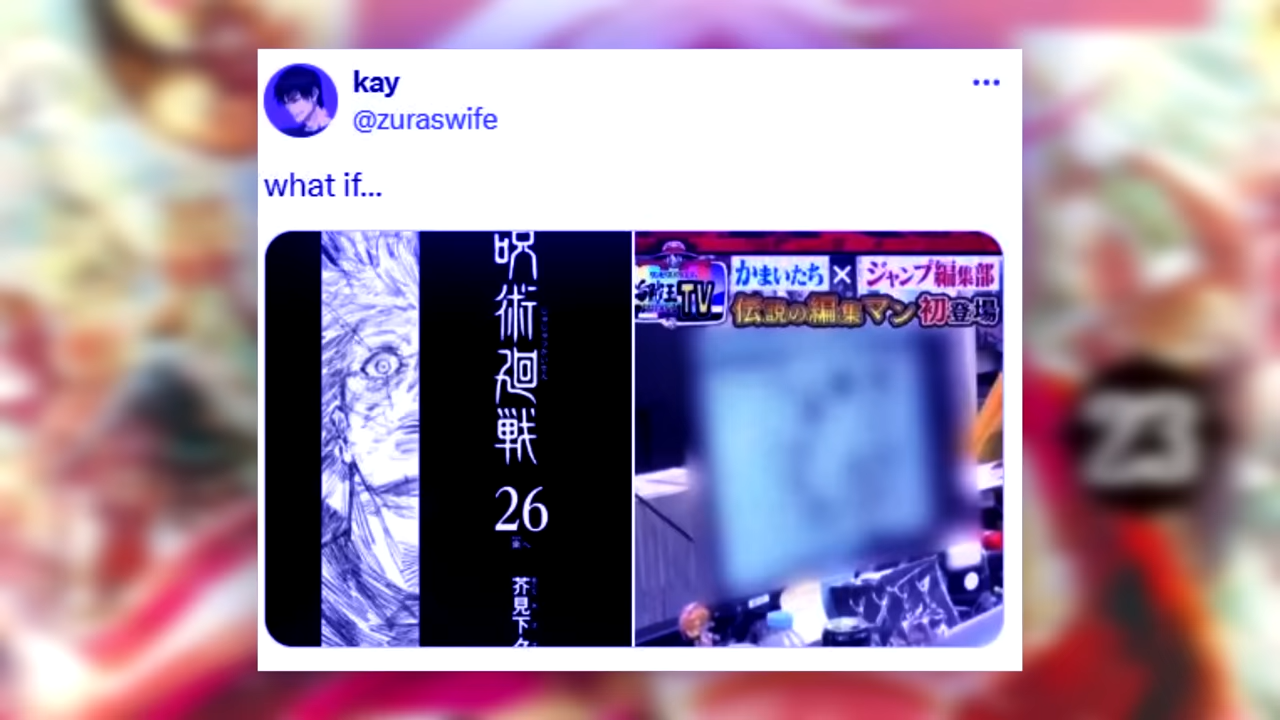 kay
@zuraswife
what if...
呪術廻戦
26
芥見下
TV
かまいたち×ジャンプ編集部
伝説の編集マン初登場
23